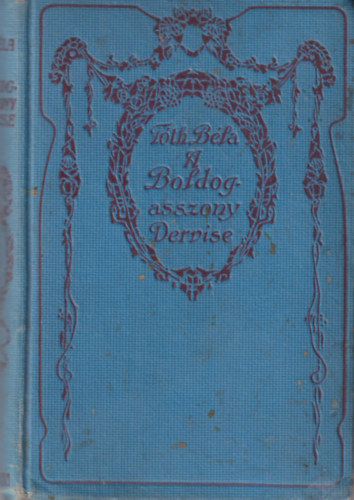 Tóth Béla
A
Boldog-
asszony
Dervise